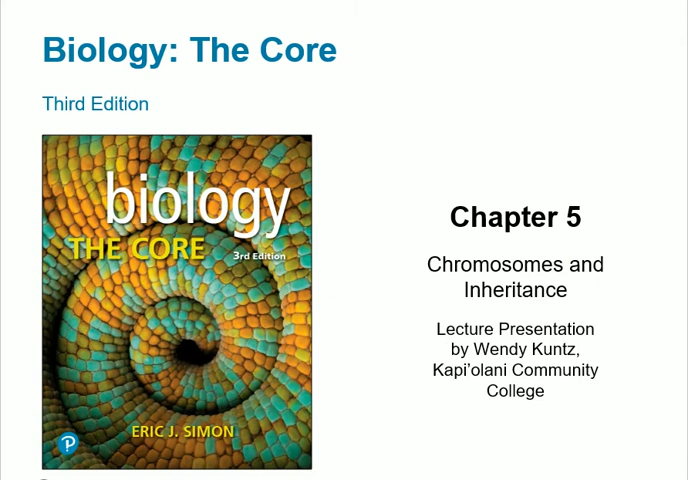 Biology: The Core
Third Edition
biology
THE CORE
3rd Edition
ERIC J. SIMON
P
Chapter 5
Chromosomes and
Inheritance
Lecture Presentation
by Wendy Kuntz,
Kapi’olani Community
College